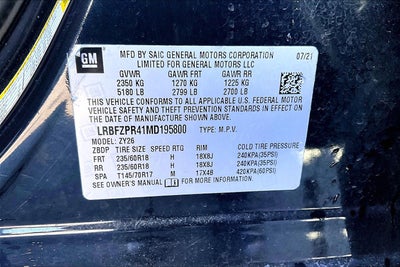 GM
MFD BY SAIC GENERAL MOTORS CORPORATION 07/21
LIMITED FOR GENERAL MOTORS LLC
GVWR GAWR FRT GAWR RR
2350 KG 1270 KG 1225 KG
5180 LB 2799 LB 2700 LB
THIS VEHICLE CONFORMS TO ALL APPLICABLE U.S. FEDERAL MOTOR
VEHICLE SAFETY AND THEFT PREVENTION STANDARDS IN EFFECT ON
THE DATE OF MANUFACTURE SHOWN ABOVE.
LRBFZPR41MD195800 TYPE: M.P.V.
MODEL: ZY26
ZBDP TIRE SIZE SPEED RTG RIM COLD TIRE PRESSURE
FRT 235/60R18 H 18X8J 240KPA(35PSI)
RR 235/60R18 H 18X8J 240KPA(35PSI)
SPA T145/70R17 M 17X4B 420KPA(60PSI)
SEE OWNER'S MANUAL FOR ADDITIONAL INFORMATION.